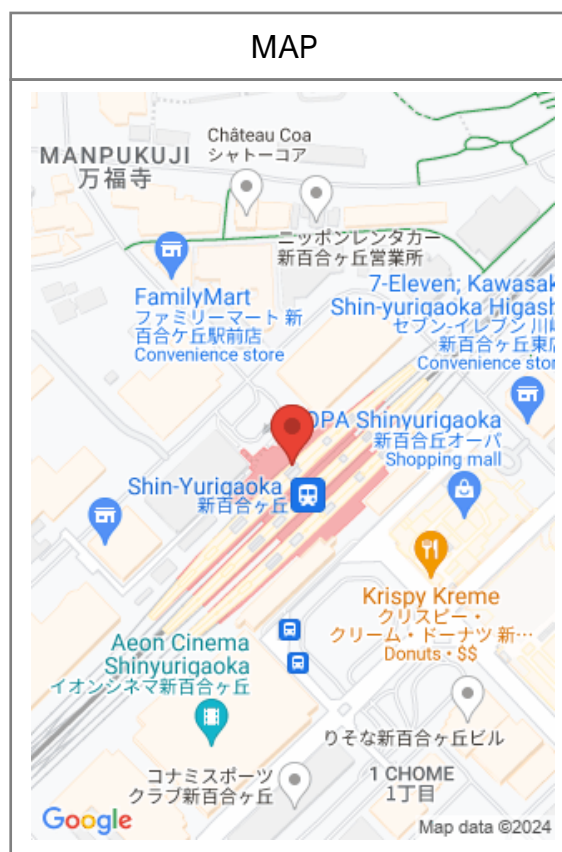 MAP
Château Coa
シャトーコア
MANPUKUJI
万福寺
ニッポンレンタカー
新百合ヶ丘営業所
FamilyMart
ファミリーマート 新
百合ケ丘駅前店
Convenience store
7-Eleven; Kawasak
Shin-yurigaoka Higash
セブン-イレブン 川崎
新百合ヶ丘東店
Convenience stor
OPA Shinyurigaoka
新百合丘オーパ
Shopping mall
Shin-Yurigaoka
新百合ヶ丘
Krispy Kreme
クリスピー・
クリーム・ドーナツ 新…
Donuts・$$
Aeon Cinema
Shinyurigaoka
イオンシネマ新百合ヶ丘
りそな新百合ヶ丘ビル
コナミスポーツ
クラブ新百合ヶ丘
1 CHOME
1丁目
Google
Map data ©2024